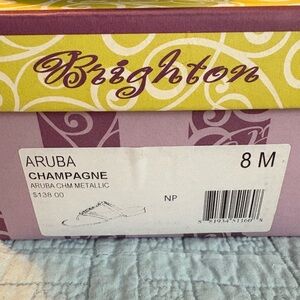 Brighton
ARUBA
8 M
CHAMPAGNE
ARUBA CHM METALLIC
$138.00
NP